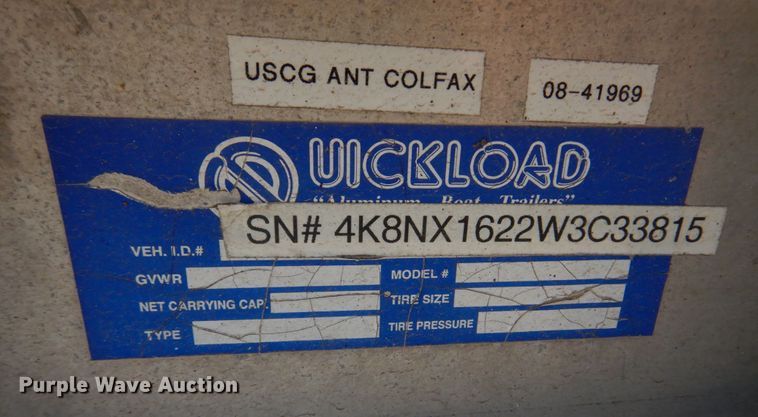 USCG ANT COLFAX
08-41969
QUICKLOAD
"Aluminum Boat Trailers"
SN# 4K8NX1622W3C33815
VEH. I.D.#
GVWR MODEL #
NET CARRYING CAP. TIRE SIZE
TYPE TIRE PRESSURE
Purple Wave Auction